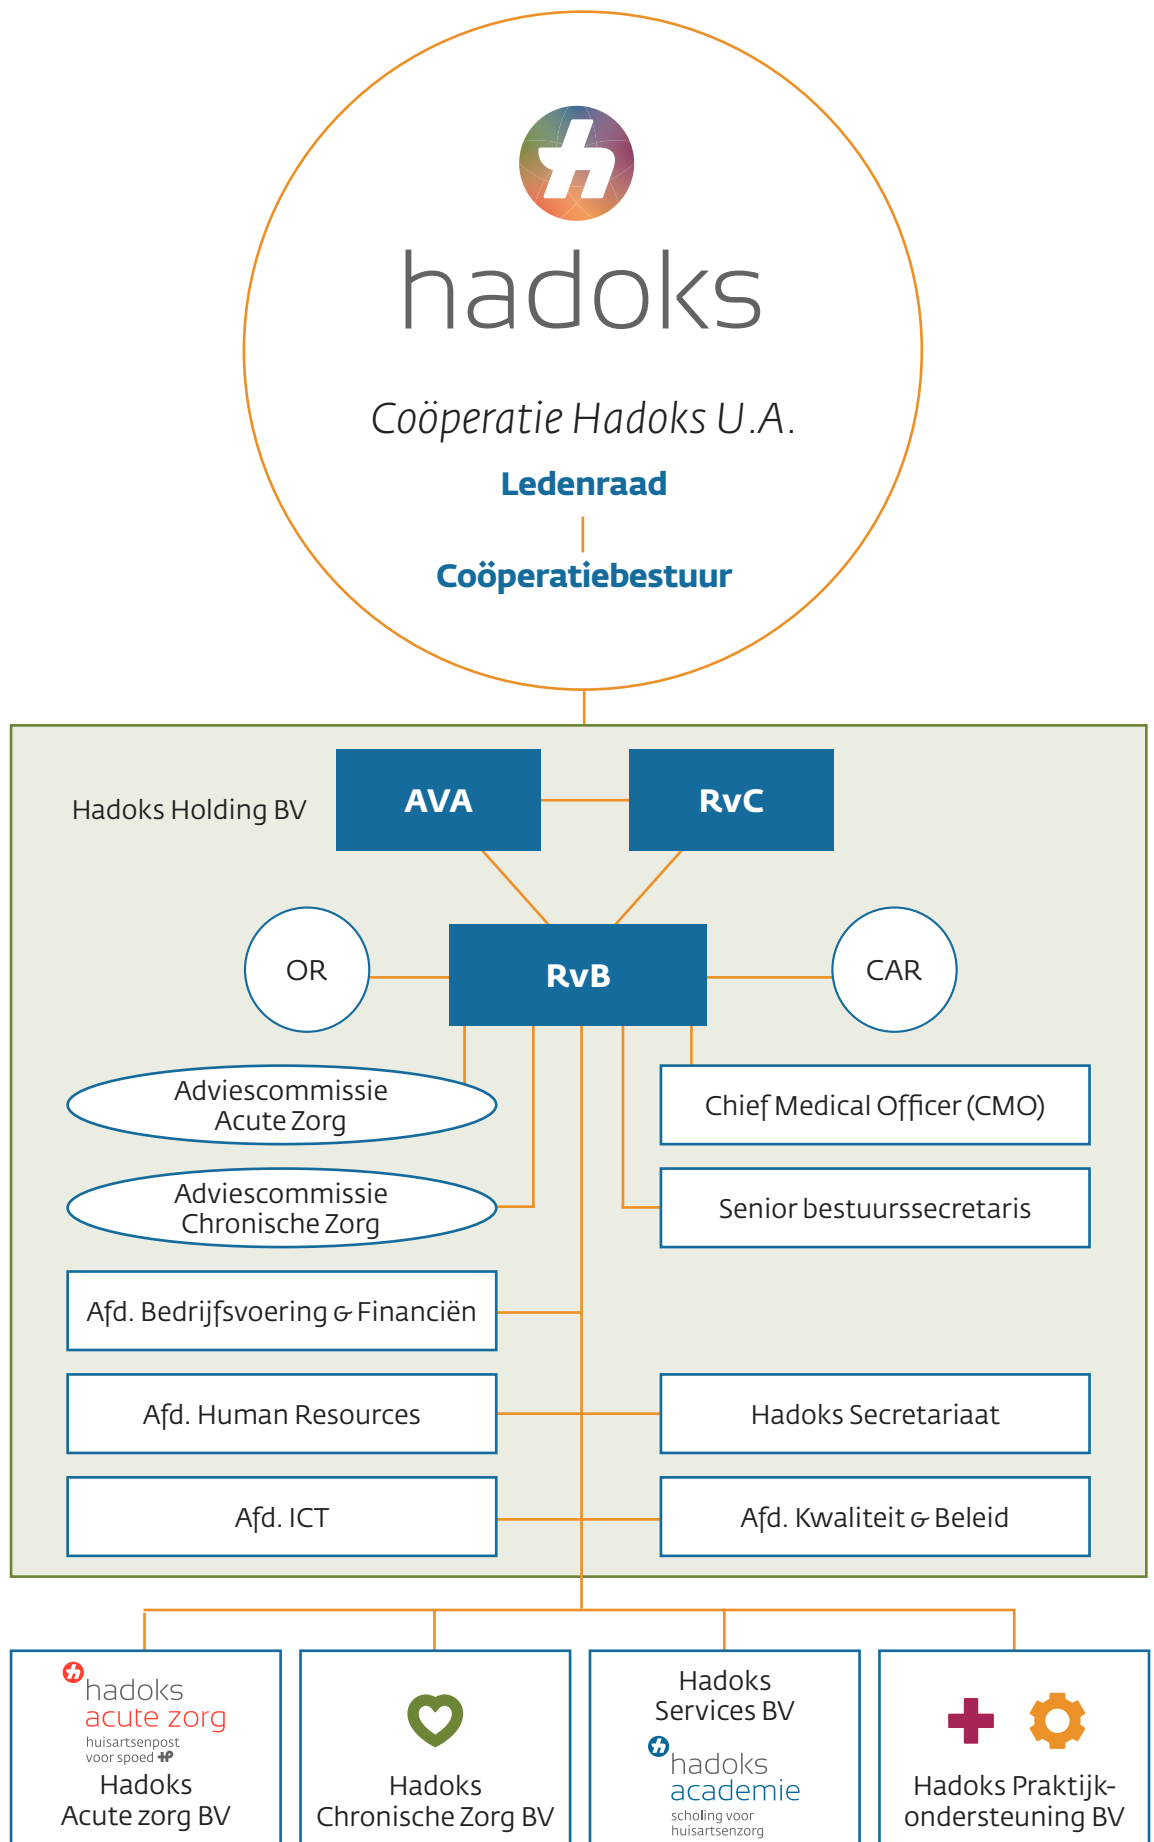 hadoks
Coöperatie Hadoks U.A.
Ledenraad
Coöperatiebestuur
Hadoks Holding BV
AVA
RvC
OR
RvB
CAR
Adviescommissie
Acute Zorg
Chief Medical Officer (CMO)
Adviescommissie
Chronische Zorg
Senior bestuurssecretaris
Afd. Bedrijfsvoering & Financiën
Afd. Human Resources
Hadoks Secretariaat
Afd. ICT
Afd. Kwaliteit & Beleid
hadoks
acute zorg
huisartsenpost
voor spoed
Hadoks
Acute zorg BV
Hadoks
Chronische Zorg BV
Hadoks
Services BV
hadoks
academie
scholing voor
huisartsenzorg
Hadoks Praktijk-
ondersteuning BV